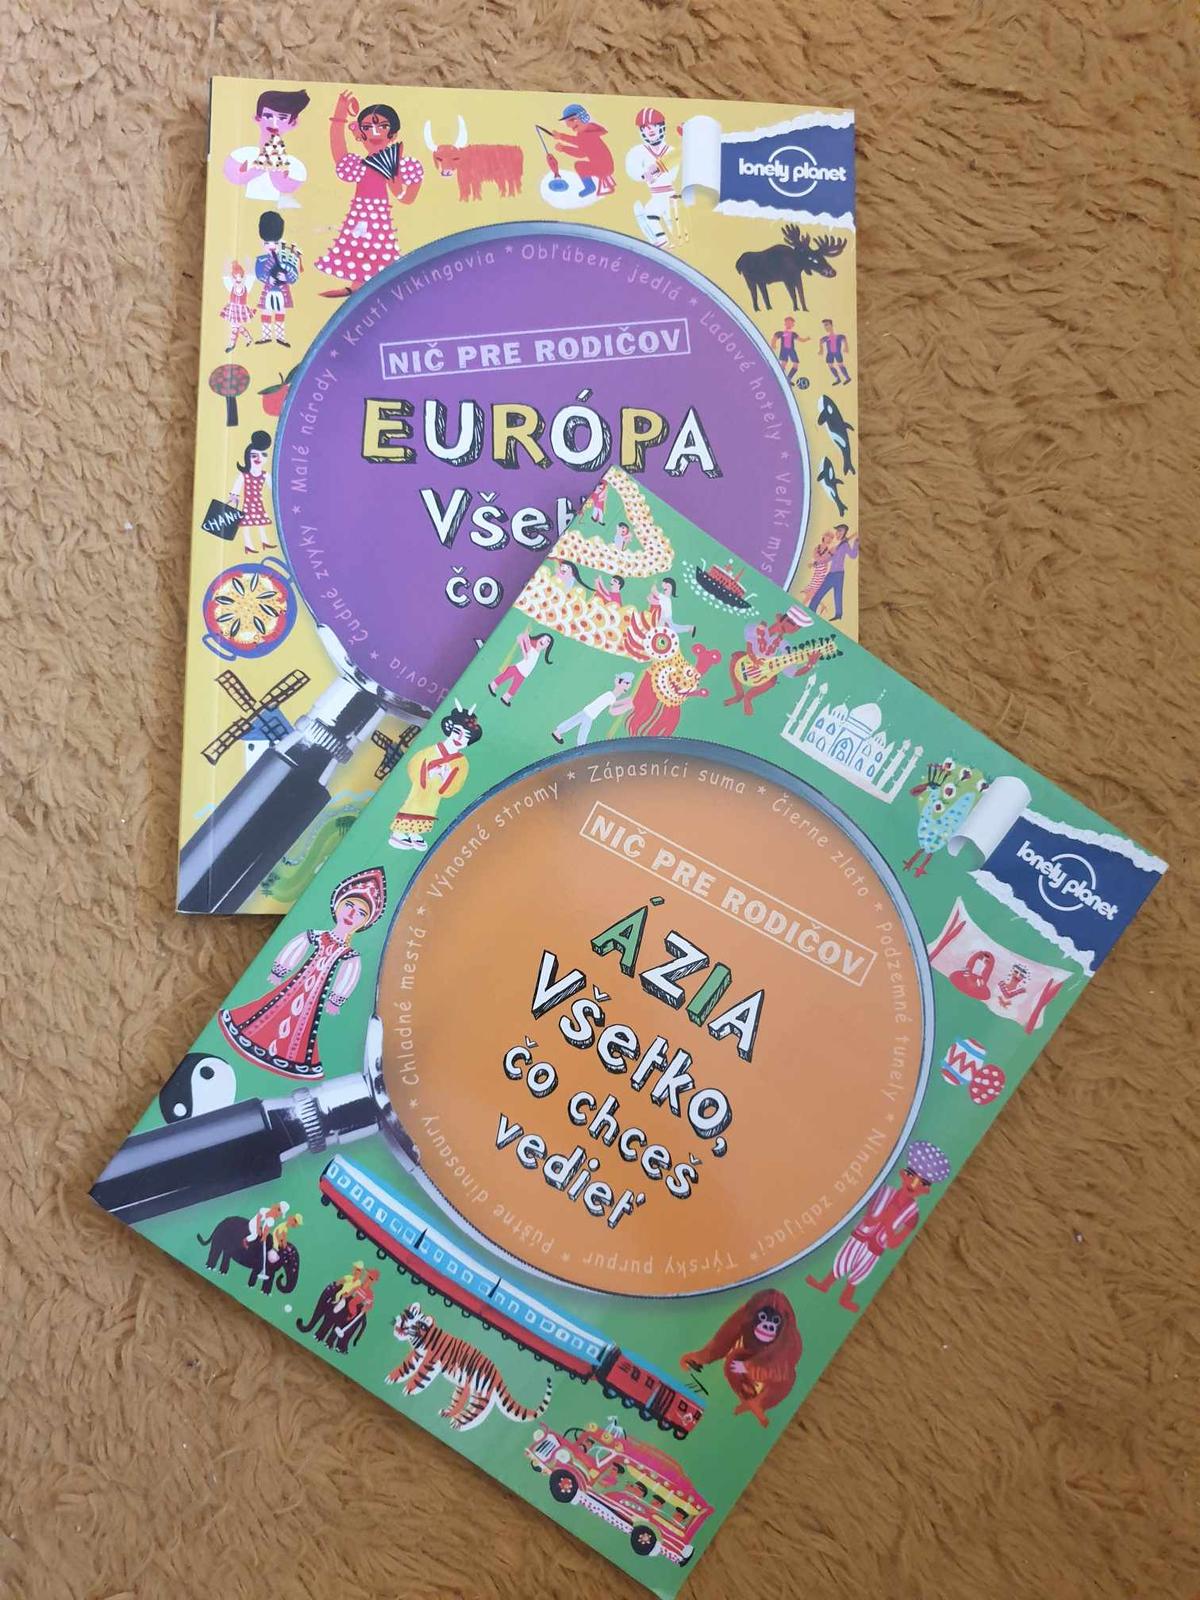 lonely planet
Malé národy * Krutí Vikingovia * Obľúbené jedlá * Ľadové hotely * Veľkí
Čudné zvyky *
NIČ PRE RODIČOV
EURÓPA
čo
CHANEL
lonely planet
Chladné mestá * Výnosné stromy * Zápasníci suma * Čierne zlato * Podzemné tunely * Nindža zabijaci * Týrsky purpur * Púštne dinosaury *
NIČ PRE RODIČOV
ÁZIA
Všetko,
čo chceš
vedieť